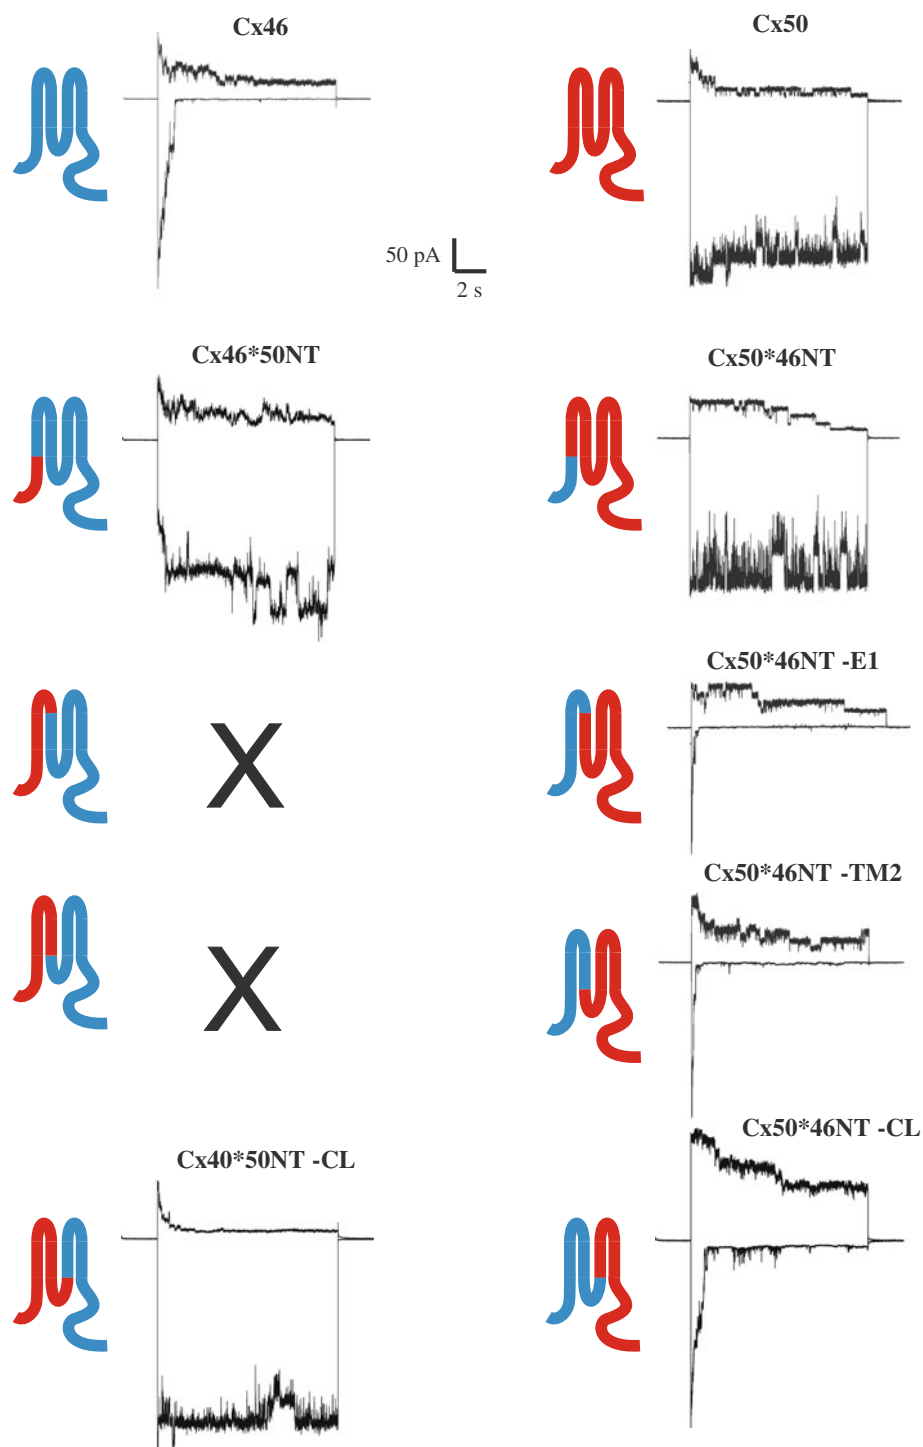 Cx46
Cx50
50 pA
2 s
Cx46*50NT
Cx50*46NT
Cx50*46NT -E1
X
Cx50*46NT -TM2
X
Cx50*46NT -CL
Cx40*50NT -CL